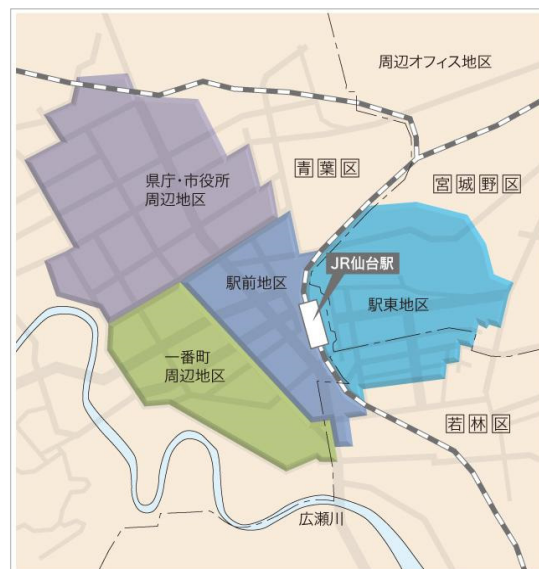 周辺オフィス地区
青葉区
宮城野区
県庁・市役所
周辺地区
JR仙台駅
駅前地区
駅東地区
一番町
周辺地区
若林区
広瀬川